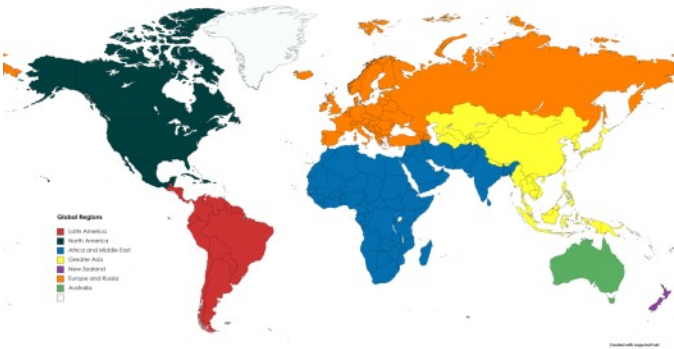 Global Regions
Latin America
North America
Africa and Middle East
Greater Asia
New Zealand
Europe and Russia
Australia
Created with mapchart.net